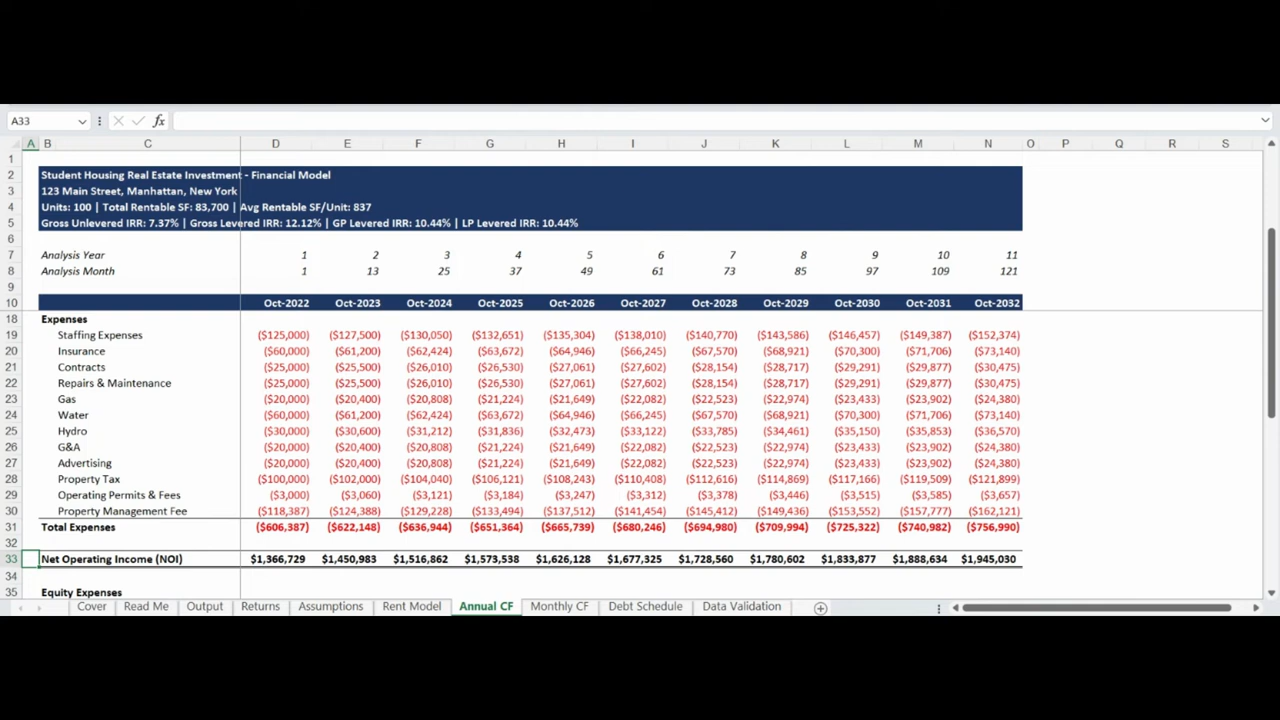 A33 fx
A B C D E F G H I J K L M N O P Q R S
1
2 Student Housing Real Estate Investment - Financial Model
3 123 Main Street, Manhattan, New York
4 Units: 100 | Total Rentable SF: 83,700 | Avg Rentable SF/Unit: 837
5 Gross Unlevered IRR: 7.37% | Gross Levered IRR: 12.12% | GP Levered IRR: 10.44% | LP Levered IRR: 10.44%
6
7 Analysis Year 1 2 3 4 5 6 7 8 9 10 11
8 Analysis Month 1 13 25 37 49 61 73 85 97 109 121
9
10 Oct-2022 Oct-2023 Oct-2024 Oct-2025 Oct-2026 Oct-2027 Oct-2028 Oct-2029 Oct-2030 Oct-2031 Oct-2032
18 Expenses
19 Staffing Expenses ($125,000) ($127,500) ($130,050) ($132,651) ($135,304) ($138,010) ($140,770) ($143,586) ($146,457) ($149,387) ($152,374)
20 Insurance ($60,000) ($61,200) ($62,424) ($63,672) ($64,946) ($66,245) ($67,570) ($68,921) ($70,300) ($71,706) ($73,140)
21 Contracts ($25,000) ($25,500) ($26,010) ($26,530) ($27,061) ($27,602) ($28,154) ($28,717) ($29,291) ($29,877) ($30,475)
22 Repairs & Maintenance ($25,000) ($25,500) ($26,010) ($26,530) ($27,061) ($27,602) ($28,154) ($28,717) ($29,291) ($29,877) ($30,475)
23 Gas ($20,000) ($20,400) ($20,808) ($21,224) ($21,649) ($22,082) ($22,523) ($22,974) ($23,433) ($23,902) ($24,380)
24 Water ($60,000) ($61,200) ($62,424) ($63,672) ($64,946) ($66,245) ($67,570) ($68,921) ($70,300) ($71,706) ($73,140)
25 Hydro ($30,000) ($30,600) ($31,212) ($31,836) ($32,473) ($33,122) ($33,785) ($34,461) ($35,150) ($35,853) ($36,570)
26 G&A ($20,000) ($20,400) ($20,808) ($21,224) ($21,649) ($22,082) ($22,523) ($22,974) ($23,433) ($23,902) ($24,380)
27 Advertising ($20,000) ($20,400) ($20,808) ($21,224) ($21,649) ($22,082) ($22,523) ($22,974) ($23,433) ($23,902) ($24,380)
28 Property Tax ($100,000) ($102,000) ($104,040) ($106,121) ($108,243) ($110,408) ($112,616) ($114,869) ($117,166) ($119,509) ($121,899)
29 Operating Permits & Fees ($3,000) ($3,060) ($3,121) ($3,184) ($3,247) ($3,312) ($3,378) ($3,446) ($3,515) ($3,585) ($3,657)
30 Property Management Fee ($118,387) ($124,388) ($129,228) ($133,494) ($137,512) ($141,454) ($145,412) ($149,436) ($153,552) ($157,777) ($162,121)
31 Total Expenses ($606,387) ($622,148) ($636,944) ($651,364) ($665,739) ($680,246) ($694,980) ($709,994) ($725,322) ($740,982) ($756,990)
32
33 Net Operating Income (NOI) $1,366,729 $1,450,983 $1,516,862 $1,573,538 $1,626,128 $1,677,325 $1,728,560 $1,780,602 $1,833,877 $1,888,634 $1,945,030
34
35 Equity Expenses
Cover Read Me Output Returns Assumptions Rent Model Annual CF Monthly CF Debt Schedule Data Validation